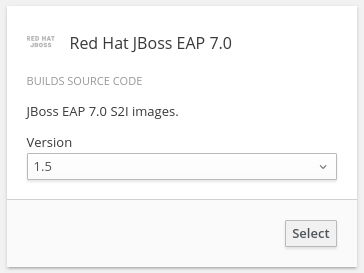 RED HAT
JBOSS
Red Hat JBoss EAP 7.0
BUILDS SOURCE CODE
JBoss EAP 7.0 S2I images.
Version
1.5
Select